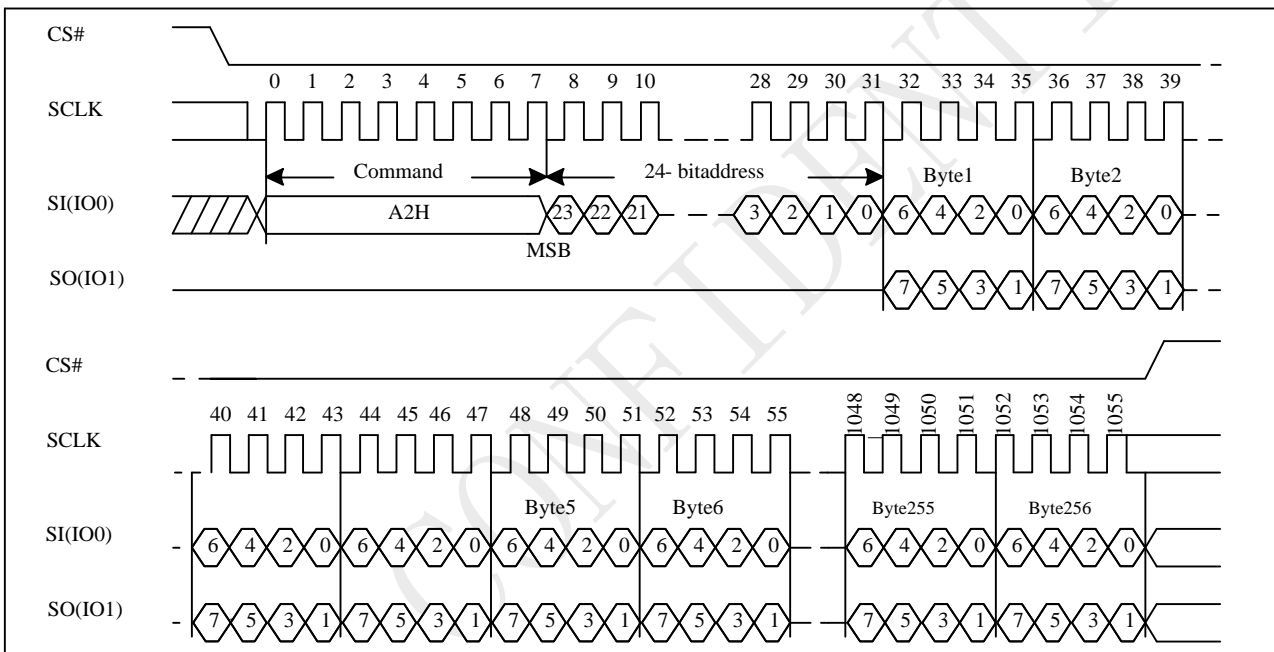 CS#
0 1 2 3 4 5 6 7 8 9 10 28 29 30 31 32 33 34 35 36 37 38 39
SCLK
Command 24- bitaddress Byte1 Byte2
SI(IO0) A2H 23 22 21 3 2 1 0 6 4 2 0 6 4 2 0
MSB
SO(IO1) 7 5 3 1 7 5 3 1
CS#
40 41 42 43 44 45 46 47 48 49 50 51 52 53 54 55 1048 1049 1050 1051 1052 1053 1054 1055
SCLK
Byte5 Byte6 Byte255 Byte256
SI(IO0) 6 4 2 0 6 4 2 0 6 4 2 0 6 4 2 0 6 4 2 0 6 4 2 0
SO(IO1) 7 5 3 1 7 5 3 1 7 5 3 1 7 5 3 1 7 5 3 1 7 5 3 1
CONFIDENT